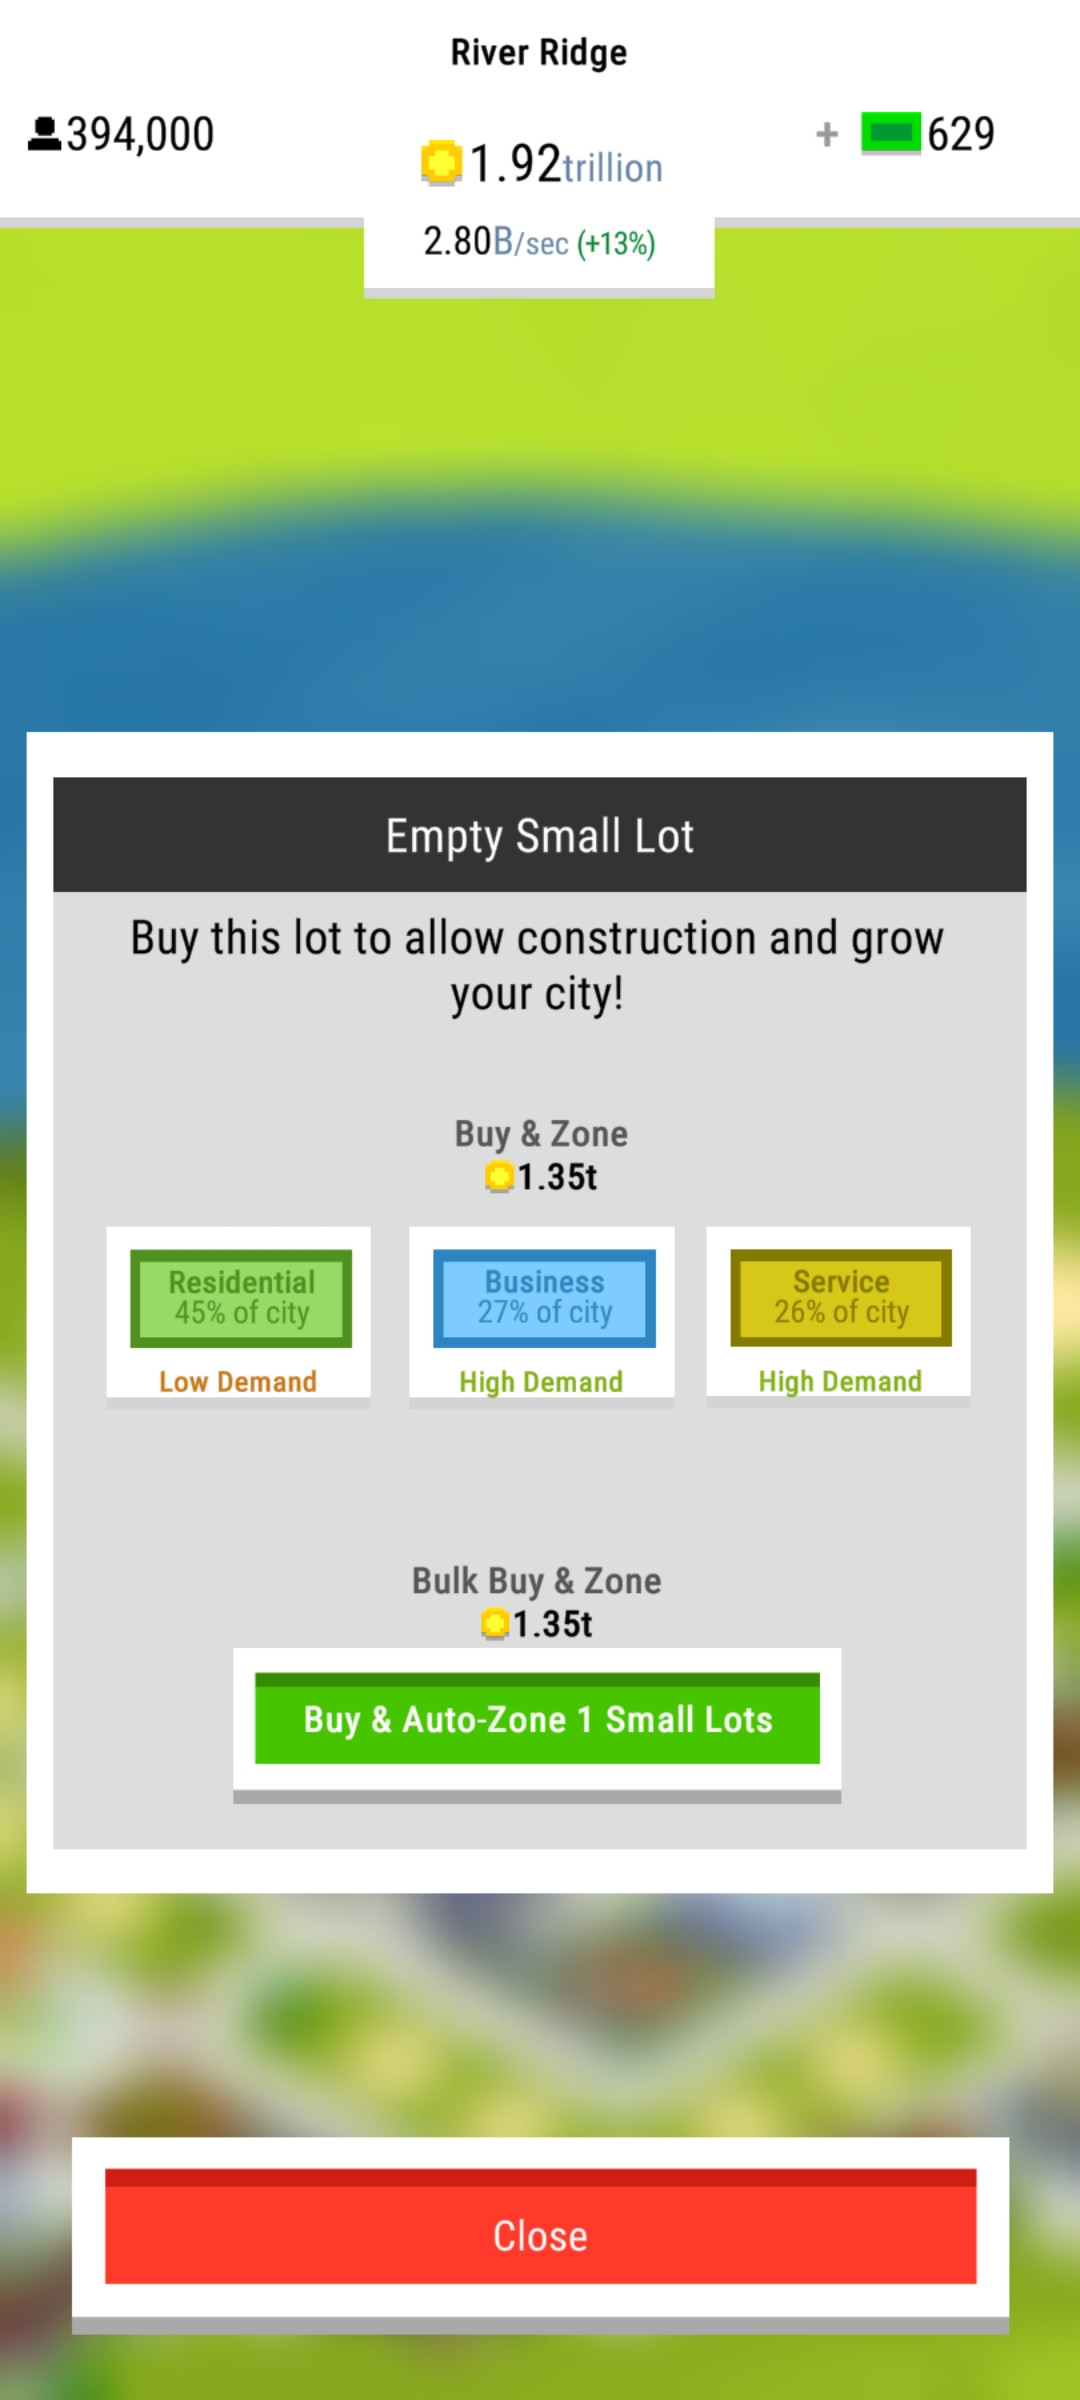 River Ridge
394,000
1.92trillion
+ 629
2.80B/sec (+13%)
Empty Small Lot
Buy this lot to allow construction and grow
your city!
Buy & Zone
1.35t
Residential
45% of city
Low Demand
Business
27% of city
High Demand
Service
26% of city
High Demand
Bulk Buy & Zone
1.35t
Buy & Auto-Zone 1 Small Lots
Close